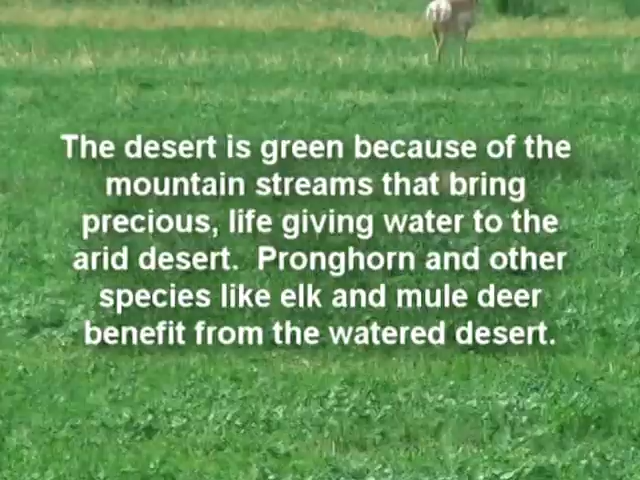 The desert is green because of the
mountain streams that bring
precious, life giving water to the
arid desert.  Pronghorn and other
species like elk and mule deer
benefit from the watered desert.